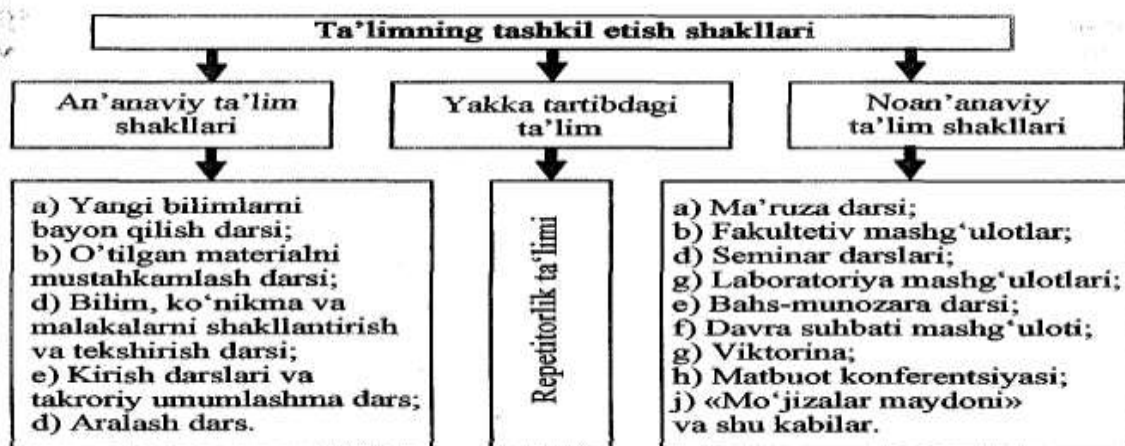 Ta’limning tashkil etish shakllari
An’anaviy ta’lim
shakllari
Yakka tartibdagi
ta’lim
Noan’anaviy
ta’lim shakllari
a) Yangi bilimlarni
bayon qilish darsi;
b) O’tilgan materialni
mustahkamlash darsi;
d) Bilim, ko‘nikma va
malakalarni shakllantirish
va tekshirish darsi;
e) Kirish darslari va
takroriy umumlashma dars;
d) Aralash dars.
Repetitorlik ta‘limi
a) Ma’ruza darsi;
b) Fakultetiv mashg‘ulotlar;
d) Seminar darslari;
g) Laboratoriya mashg‘ulotlari;
e) Bahs-munozara darsi;
f) Davra suhbati mashg‘uloti;
g) Viktorina;
h) Matbuot konferentsiyasi;
j) «Mo‘jizalar maydoni»
va shu kabilar.